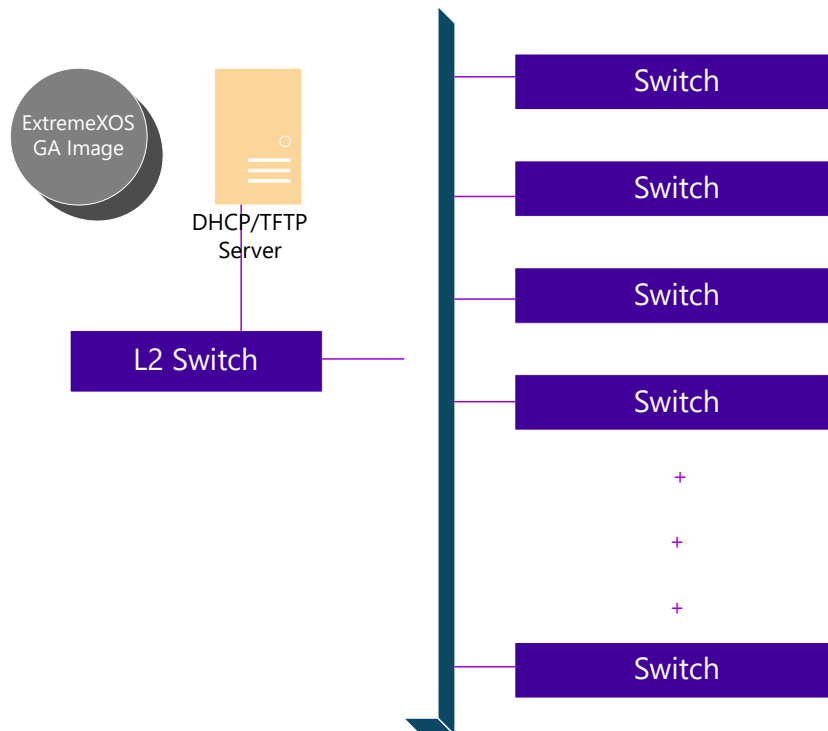 ExtremeXOS
GA Image
DHCP/TFTP
Server
L2 Switch
Switch
Switch
Switch
Switch
+
+
+
Switch